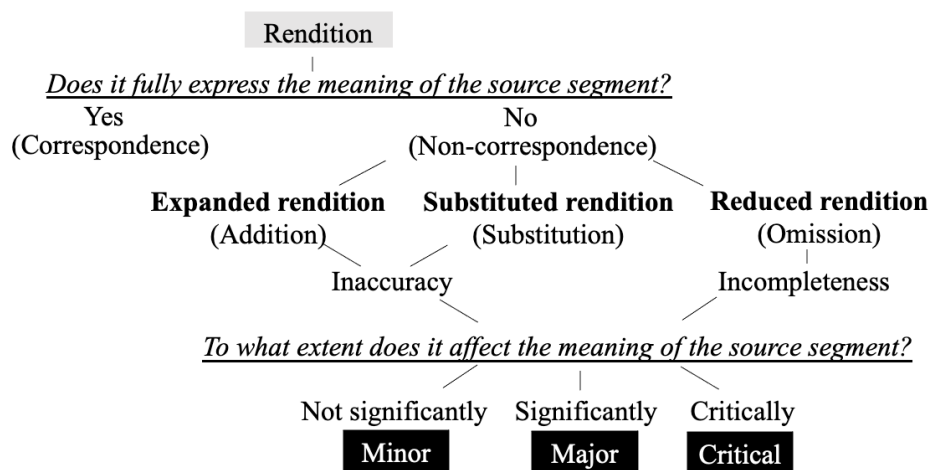 Rendition
Does it fully express the meaning of the source segment?
Yes No
(Correspondence) (Non-correspondence)
Expanded rendition Substituted rendition Reduced rendition
(Addition) (Substitution) (Omission)
Inaccuracy Incompleteness
To what extent does it affect the meaning of the source segment?
Not significantly Significantly Critically
Minor Major Critical